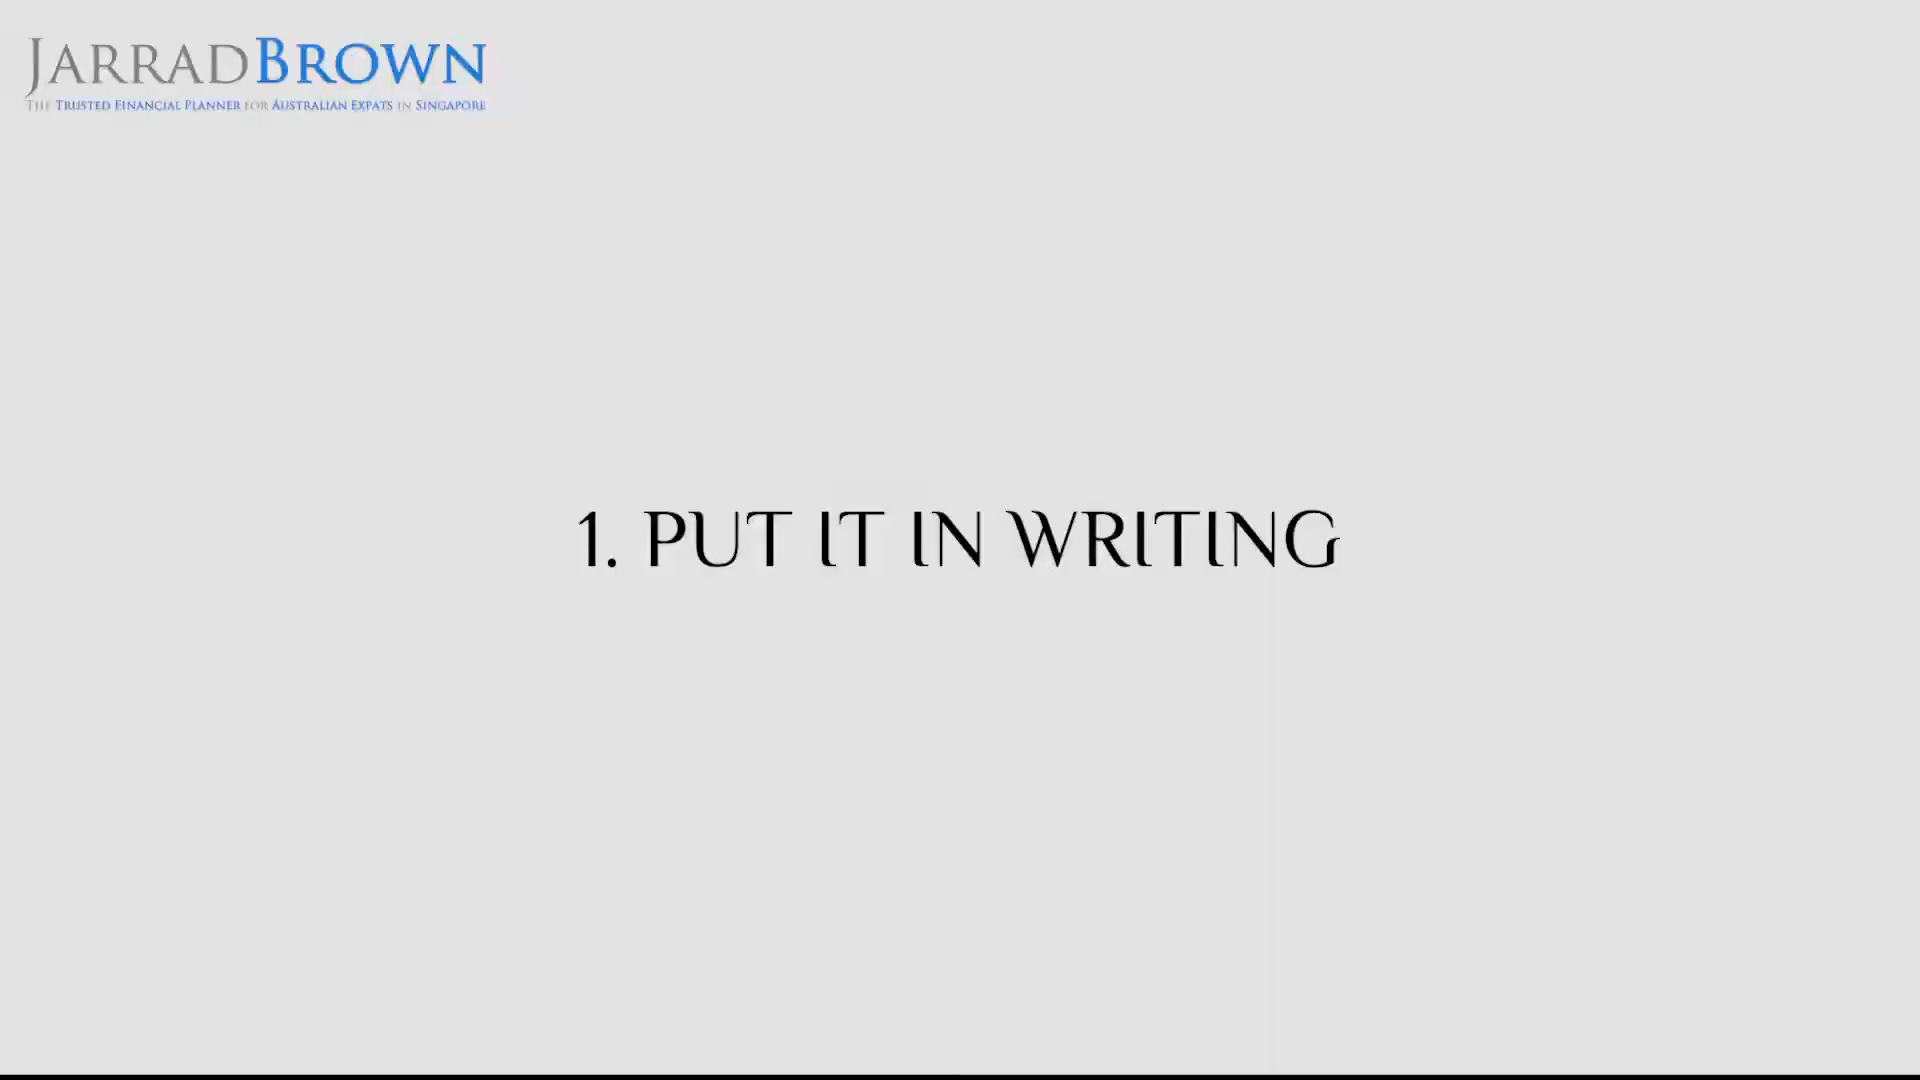 JARRADBROWN
THE TRUSTED FINANCIAL PLANNER FOR AUSTRALIAN EXPATS IN SINGAPORE
1. PUT IT IN WRITING